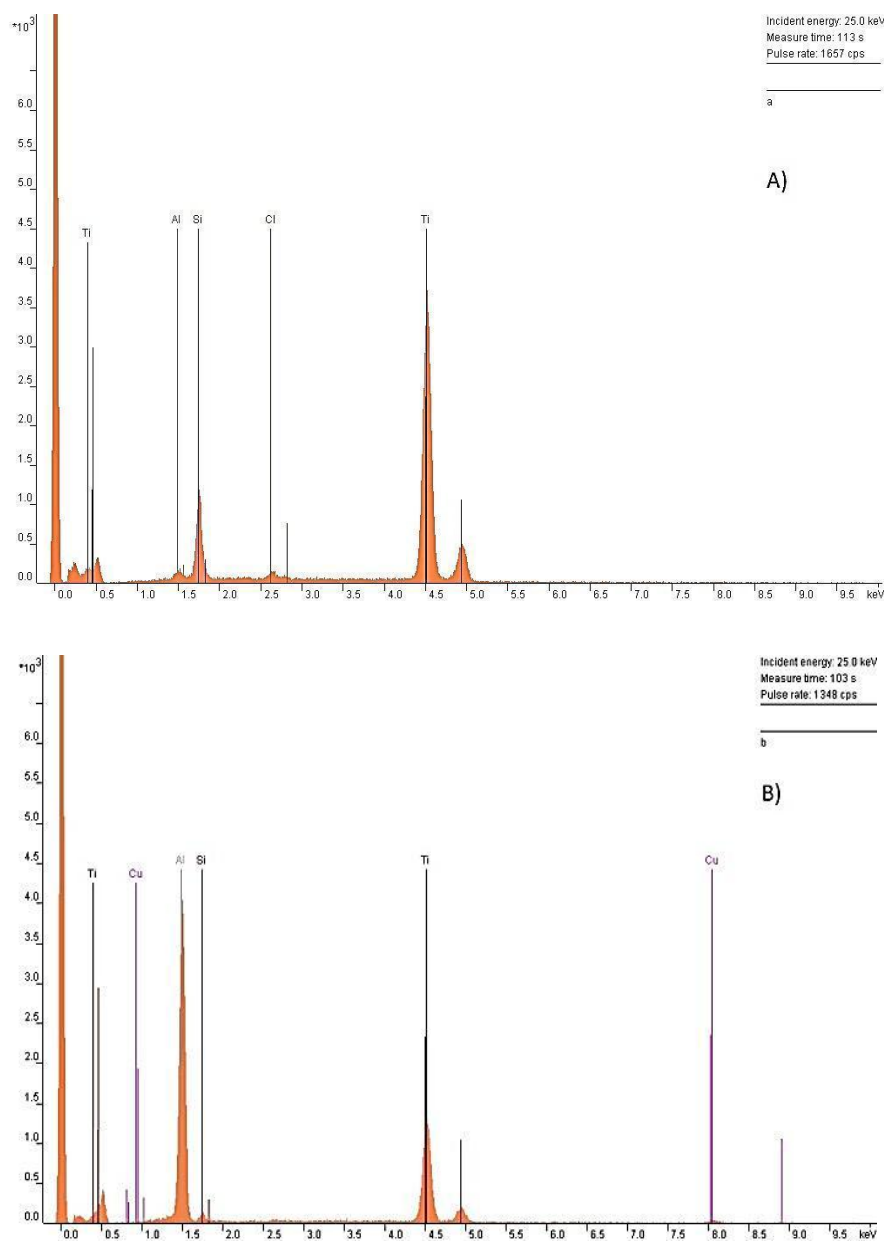 *10³
Incident energy: 25.0 keV
Measure time: 113 s
Pulse rate: 1657 cps
a
A)
6.0
5.5
5.0
4.5
4.0
3.5
3.0
2.5
2.0
1.5
1.0
0.5
0.0
Ti Al Si Cl Ti
0.0 0.5 1.0 1.5 2.0 2.5 3.0 3.5 4.0 4.5 5.0 5.5 6.0 6.5 7.0 7.5 8.0 8.5 9.0 9.5 keV
*10³
Incident energy: 25.0 keV
Measure time: 103 s
Pulse rate: 1348 cps
b
B)
6.0
5.5
5.0
4.5
4.0
3.5
3.0
2.5
2.0
1.5
1.0
0.5
0.0
Ti Cu Al Si Ti Cu
0.0 0.5 1.0 1.5 2.0 2.5 3.0 3.5 4.0 4.5 5.0 5.5 6.0 6.5 7.0 7.5 8.0 8.5 9.0 9.5 keV